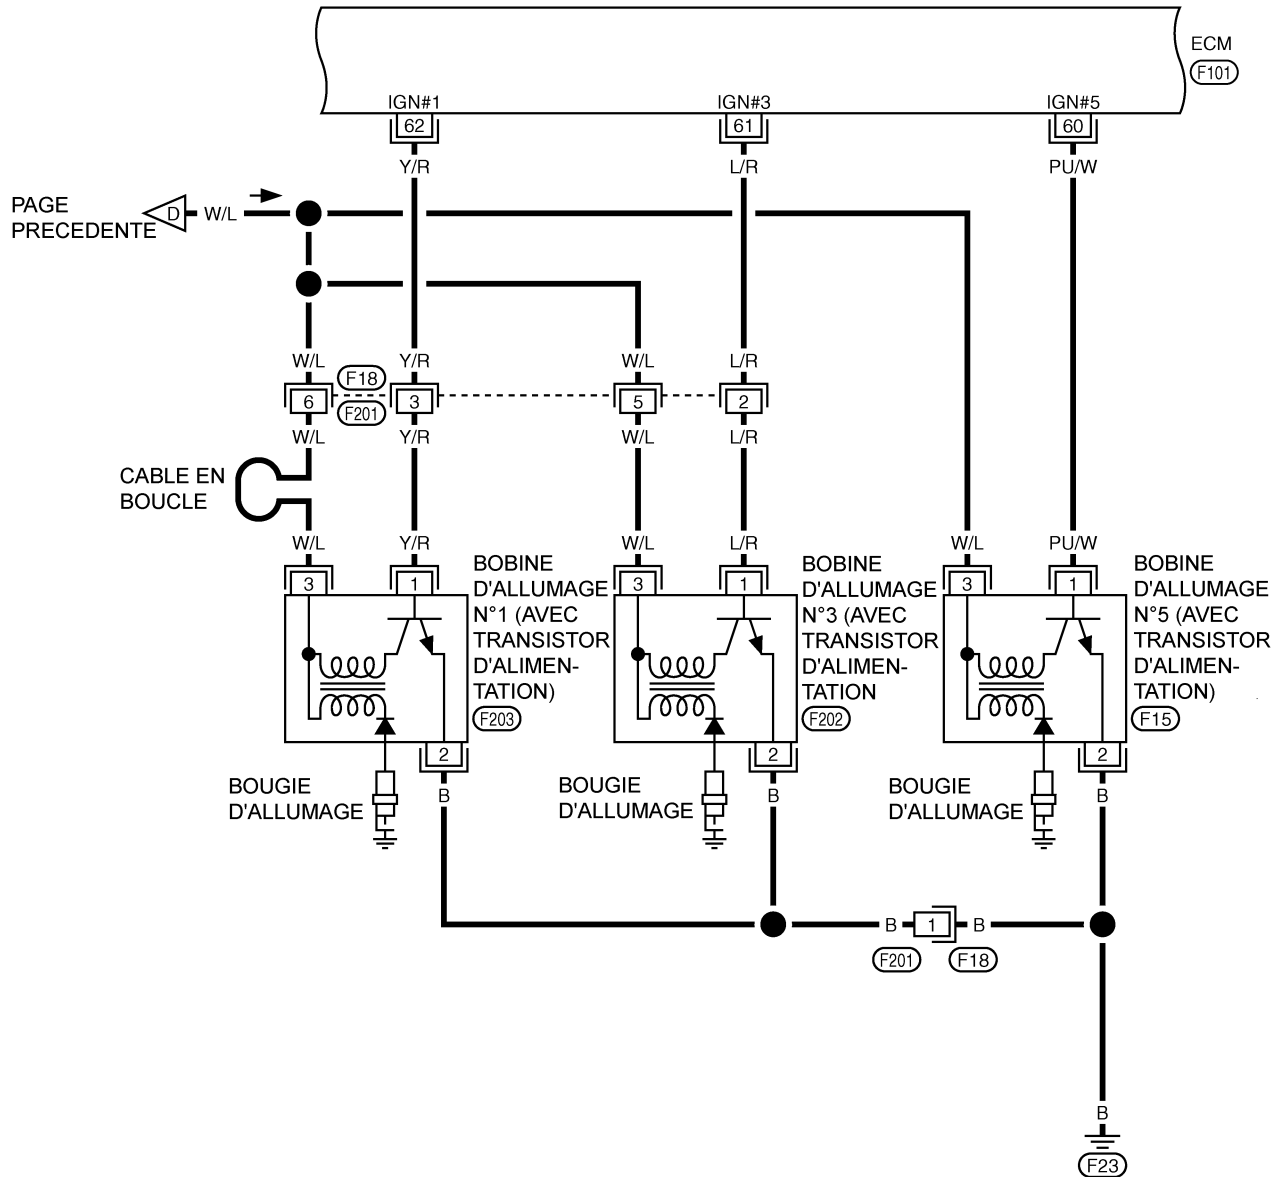 ECM
F101
IGN#1
IGN#3
IGN#5
62
61
60
Y/R
L/R
PU/W
PAGE
PRECEDENTE
D
W/L
W/L
Y/R
W/L
L/R
F18
6
3
5
2
F201
W/L
Y/R
W/L
L/R
CABLE EN
BOUCLE
W/L
Y/R
W/L
L/R
W/L
PU/W
3
1
3
1
3
1
BOBINE
D'ALLUMAGE
N°1 (AVEC
TRANSISTOR
D'ALIMEN-
TATION)
F203
BOBINE
D'ALLUMAGE
N°3 (AVEC
TRANSISTOR
D'ALIMEN-
TATION
F202
BOBINE
D'ALLUMAGE
N°5 (AVEC
TRANSISTOR
D'ALIMEN-
TATION)
F15
2
2
2
BOUGIE
D'ALLUMAGE
B
BOUGIE
D'ALLUMAGE
B
BOUGIE
D'ALLUMAGE
B
B
1
B
F201
F18
B
F23